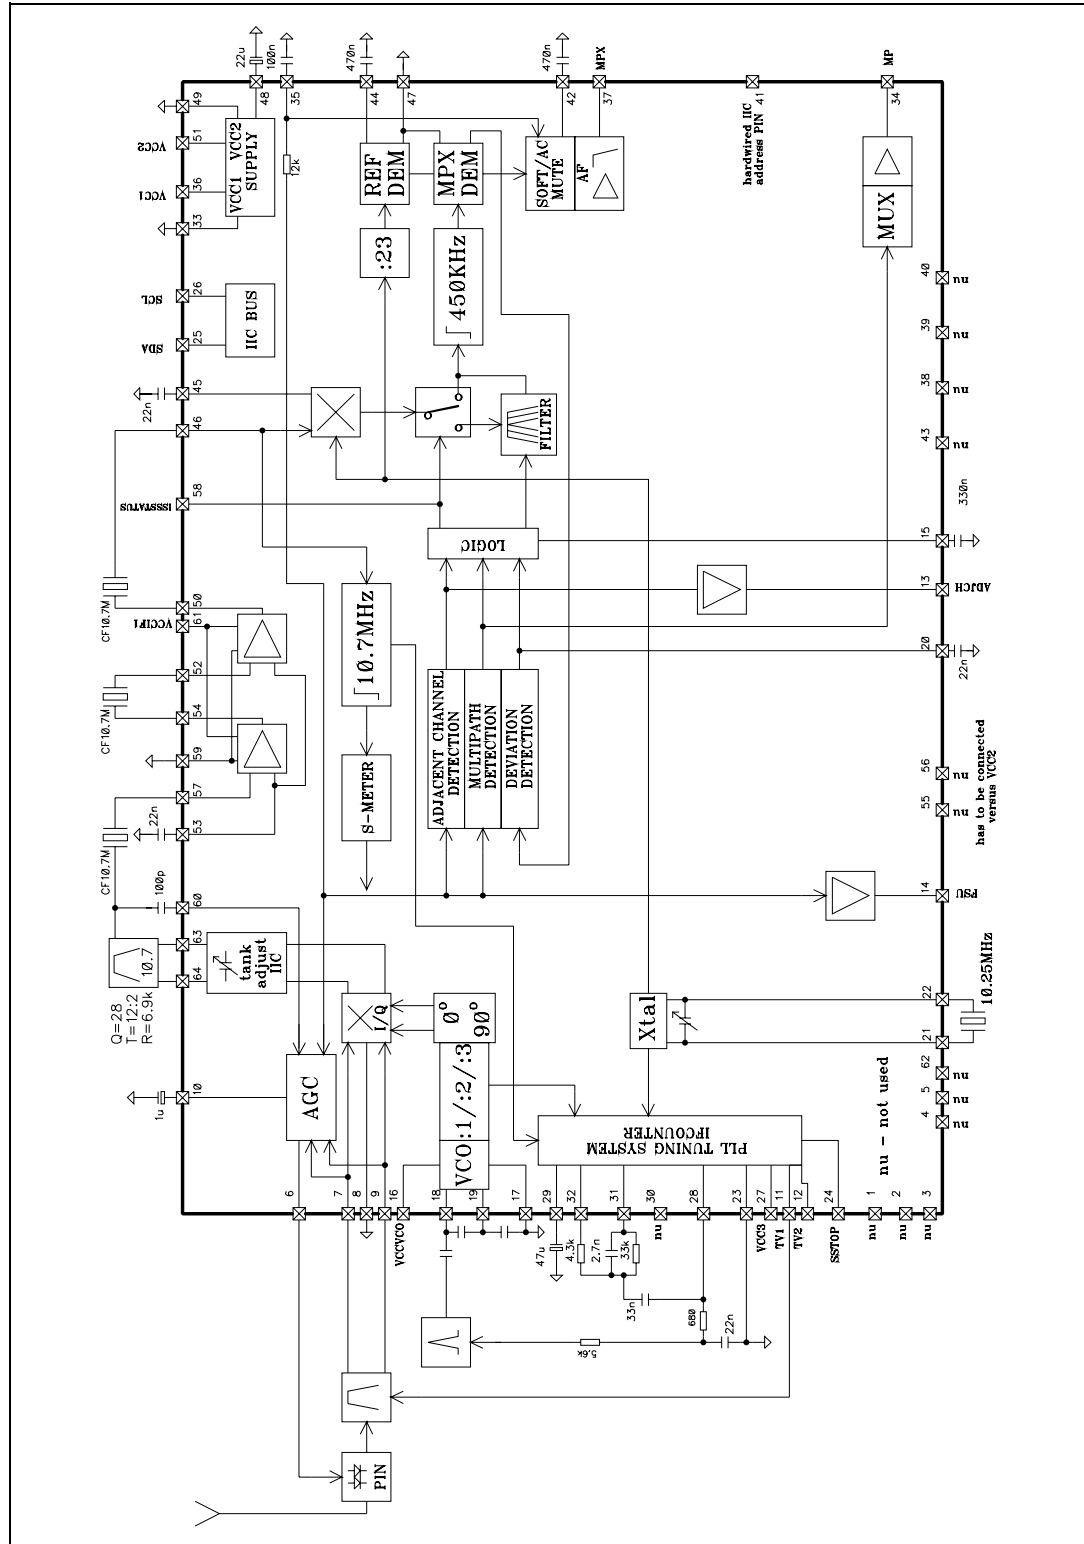 22u
100n
470n
470n
MPX
hardwired IIC
address PIN
MP
48
35
44
47
42
37
41
34
49
51
36
33
VCC2
VCC1
VCC1 VCC2
SUPPLY
12k
REF
DEM
MPX
DEM
SOFT/AC
MUTE
AF
MUX
:23
450KHz
SCL
SDA
26
25
IIC BUS
40
nu
39
nu
38
nu
43
nu
22n
45
46
FILTER
ISSSTATUS
58
LOGIC
330n
15
13
ADJCH
20
22n
CF10.7M
VCCIF1
50
61
52
CF10.7M
54
59
57
CF10.7M
22n
53
10.7MHz
S-METER
ADJACENT CHANNEL
DETECTION
MULTIPATH
DETECTION
DEVIATION
DETECTION
56
nu
55
nu
has to be connected
versus VCC2
100p
60
63
64
10.7
Q=28
T=12:2
R=6.9k
tank
adjust
IIC
I/Q
0°
90°
14
FSU
Xtal
22
21
10.25MHz
1u
10
AGC
VCO:1/:2/:3
PLL TUNING SYSTEM
IFCOUNTER
62
nu
5
nu
4
nu
nu - not used
6
7
8
9
16
18
19
17
29
32
31
30
28
23
27
11
12
24
1
2
3
VCCVCO
nu
VCC3
TV1
TV2
SSTOP
nu
nu
nu
47u
4.3k
2.7n
33k
33n
680
22n
5.6k
PIN